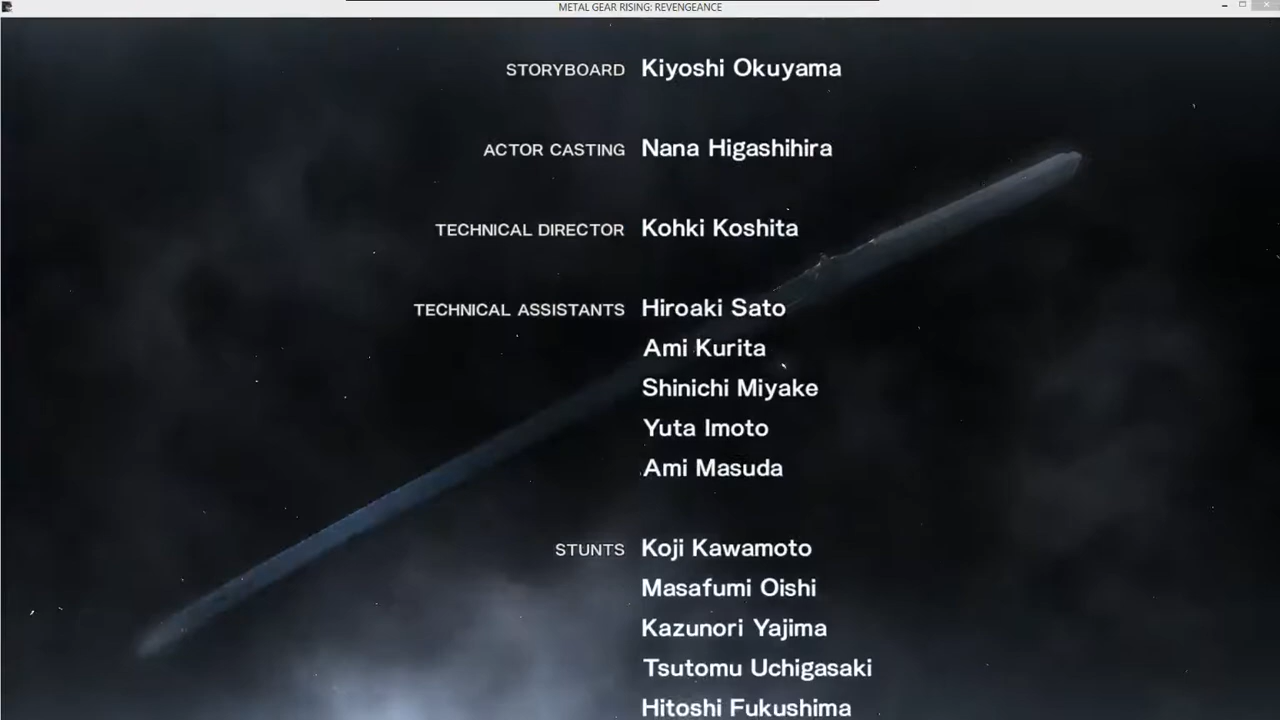 METAL GEAR RISING: REVENGEANCE
STORYBOARD Kiyoshi Okuyama
ACTOR CASTING Nana Higashihira
TECHNICAL DIRECTOR Kohki Koshita
TECHNICAL ASSISTANTS Hiroaki Sato
Ami Kurita
Shinichi Miyake
Yuta Imoto
Ami Masuda
STUNTS Koji Kawamoto
Masafumi Oishi
Kazunori Yajima
Tsutomu Uchigasaki
Hitoshi Fukushima